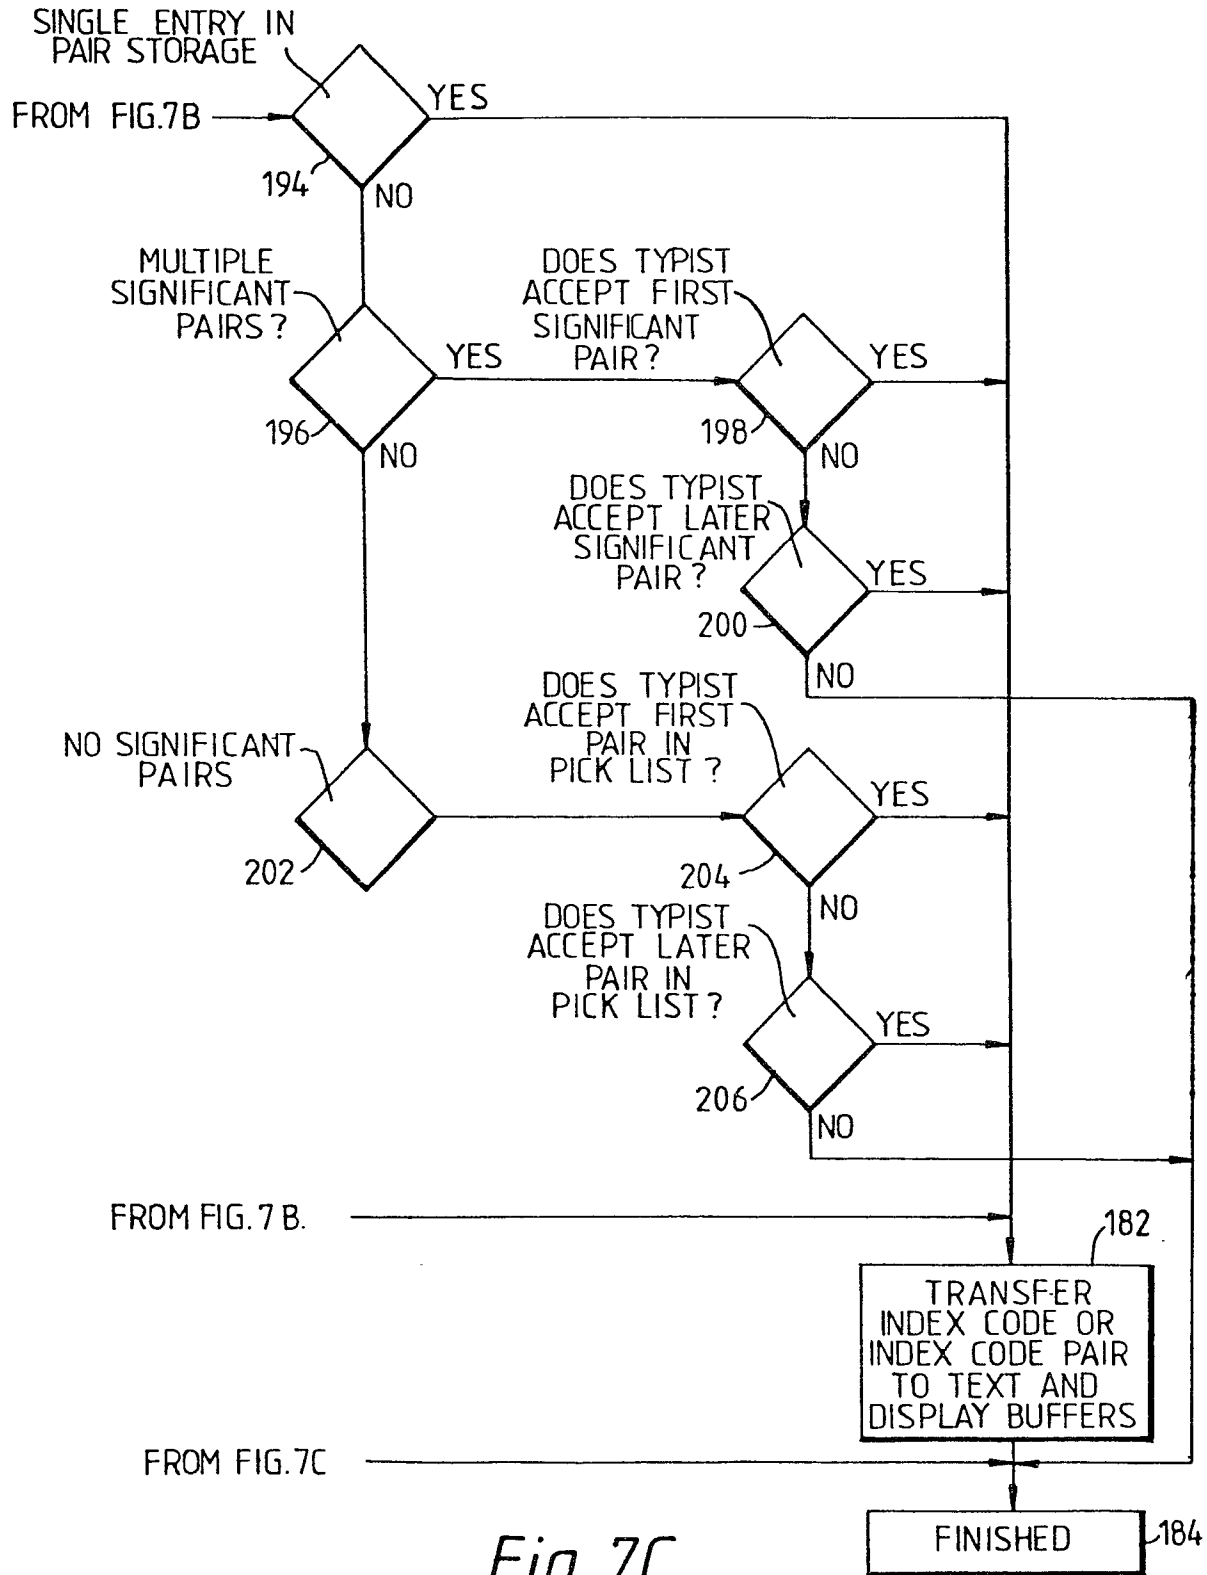 SINGLE ENTRY IN
PAIR STORAGE
FROM FIG.7B
YES
194
NO
MULTIPLE
SIGNIFICANT
PAIRS?
YES
196
NO
DOES TYPIST
ACCEPT FIRST
SIGNIFICANT
PAIR?
YES
198
NO
DOES TYPIST
ACCEPT LATER
SIGNIFICANT
PAIR?
YES
200
NO
NO SIGNIFICANT
PAIRS
202
DOES TYPIST
ACCEPT FIRST
PAIR IN
PICK LIST?
YES
204
NO
DOES TYPIST
ACCEPT LATER
PAIR IN
PICK LIST?
YES
206
NO
FROM FIG.7B.
182
TRANSFER
INDEX CODE OR
INDEX CODE PAIR
TO TEXT AND
DISPLAY BUFFERS
FROM FIG.7C
FINISHED
184
Fig. 7C